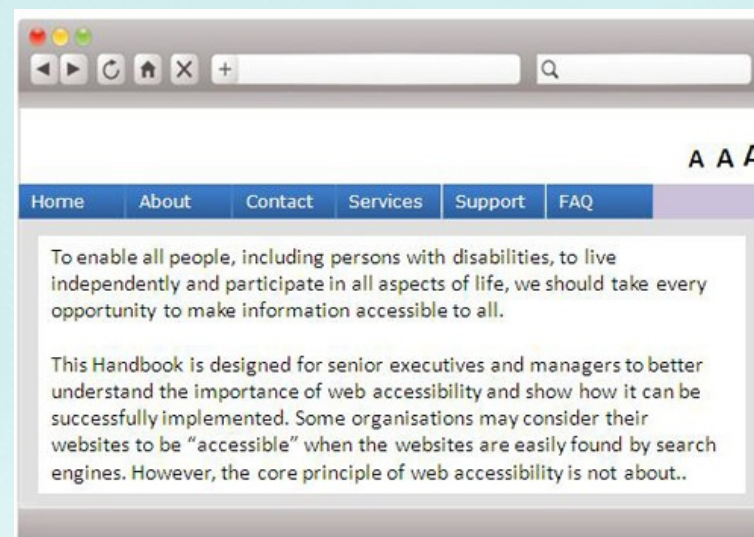 A A A
Home About Contact Services Support FAQ
To enable all people, including persons with disabilities, to live
independently and participate in all aspects of life, we should take every
opportunity to make information accessible to all.
This Handbook is designed for senior executives and managers to better
understand the importance of web accessibility and show how it can be
successfully implemented. Some organisations may consider their
websites to be “accessible” when the websites are easily found by search
engines. However, the core principle of web accessibility is not about..